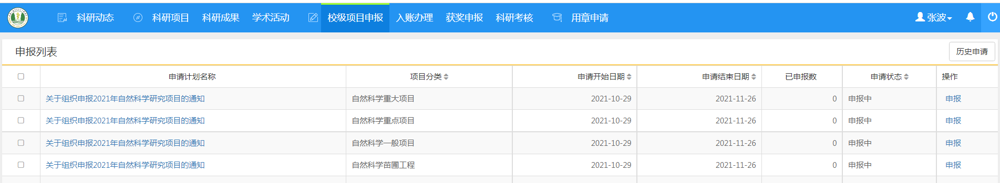 科研动态 科研项目 科研成果 学术活动 校级项目申报 入账办理 获奖申报 科研考核 用章申请 张波
申报列表 历史申请
申请计划名称 项目分类 申请开始日期 申请结束日期 已申报数 申请状态 操作
关于组织申报2021年自然科学研究项目的通知 自然科学重大项目 2021-10-29 2021-11-26 0 申报中 申报
关于组织申报2021年自然科学研究项目的通知 自然科学重点项目 2021-10-29 2021-11-26 0 申报中 申报
关于组织申报2021年自然科学研究项目的通知 自然科学一般项目 2021-10-29 2021-11-26 0 申报中 申报
关于组织申报2021年自然科学研究项目的通知 自然科学苗圃工程 2021-10-29 2021-11-26 0 申报中 申报